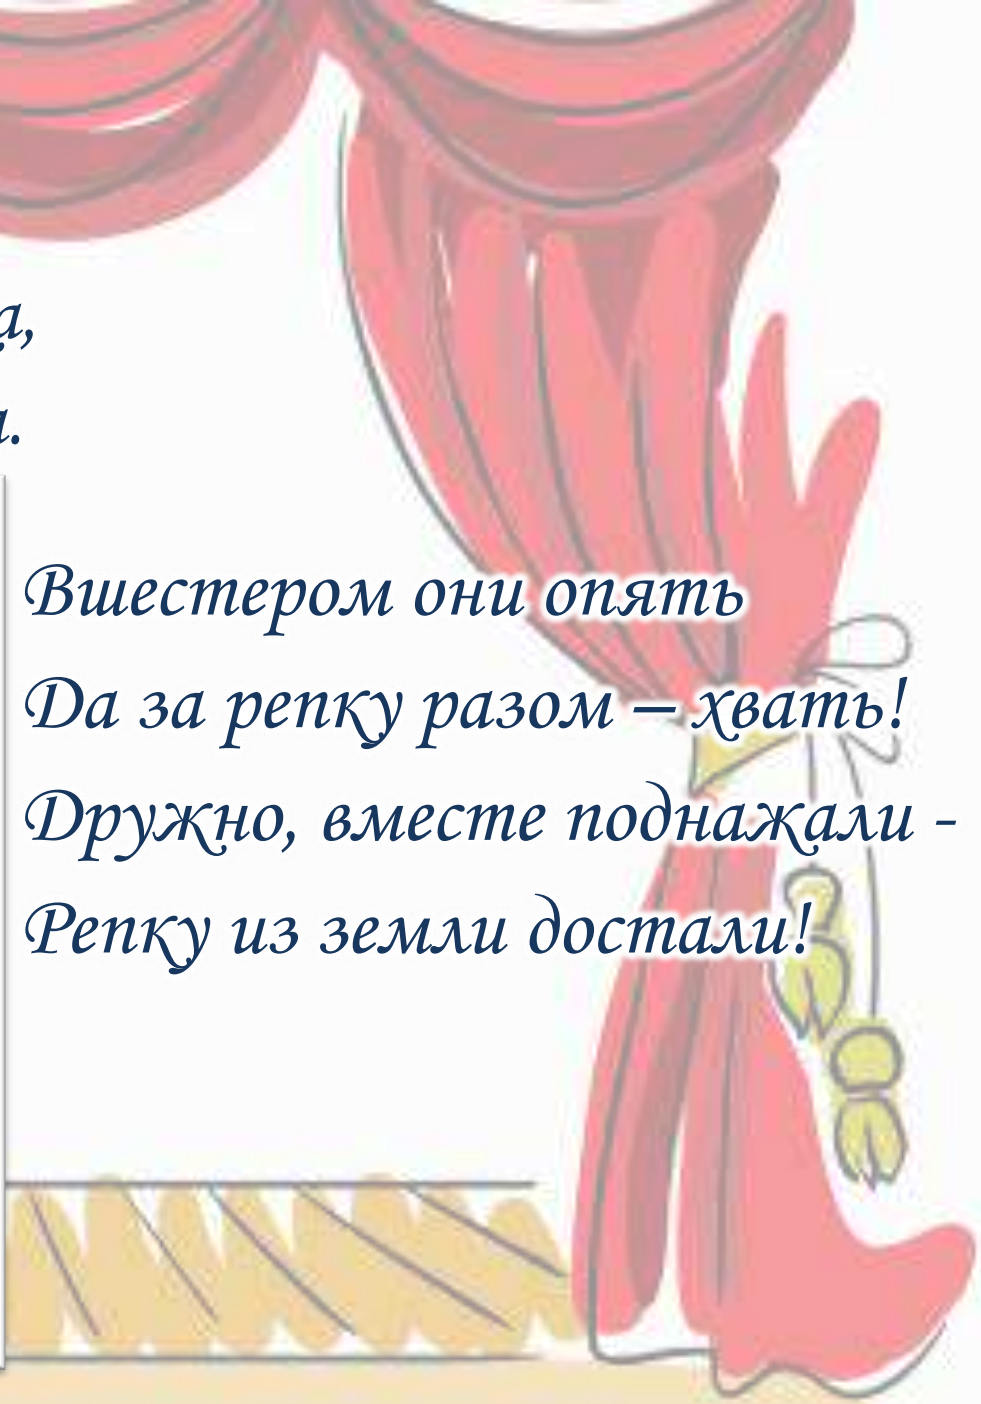 Вшестером они опять
Да за репку разом – хвать!
Дружно, вместе поднажали -
Репку из земли достали!